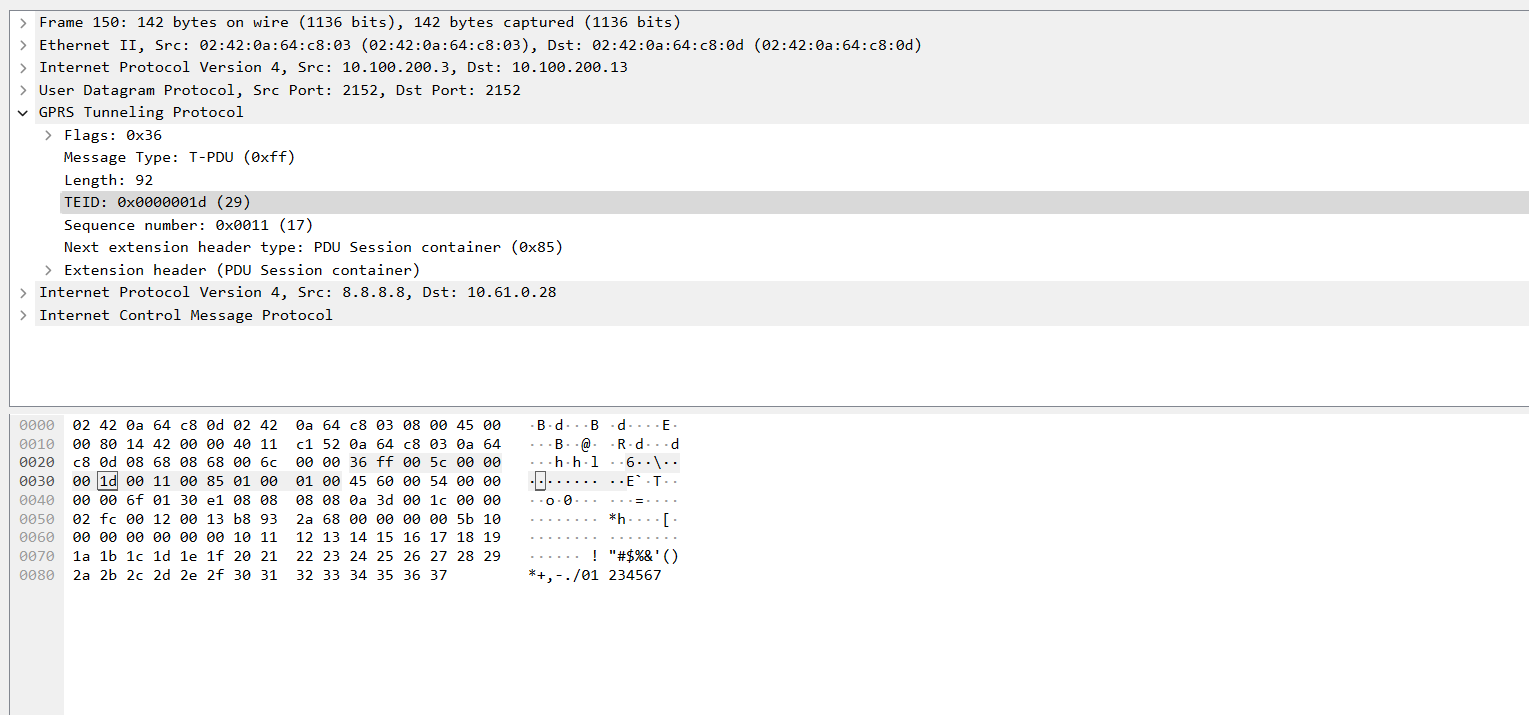 Frame 150: 142 bytes on wire (1136 bits), 142 bytes captured (1136 bits)
Ethernet II, Src: 02:42:0a:64:c8:03 (02:42:0a:64:c8:03), Dst: 02:42:0a:64:c8:0d (02:42:0a:64:c8:0d)
Internet Protocol Version 4, Src: 10.100.200.3, Dst: 10.100.200.13
User Datagram Protocol, Src Port: 2152, Dst Port: 2152
GPRS Tunneling Protocol
Flags: 0x36
Message Type: T-PDU (0xff)
Length: 92
TEID: 0x0000001d (29)
Sequence number: 0x0011 (17)
Next extension header type: PDU Session container (0x85)
Extension header (PDU Session container)
Internet Protocol Version 4, Src: 8.8.8.8, Dst: 10.61.0.28
Internet Control Message Protocol
0000 02 42 0a 64 c8 0d 02 42 0a 64 c8 03 08 00 45 00 ·B·d···B ·d····E·
0010 00 80 14 42 00 00 40 11 c1 52 0a 64 c8 03 0a 64 ···B··@· ·R·d···d
0020 c8 0d 08 68 08 68 00 6c 00 00 36 ff 00 5c 00 00 ···h·h·l ··6··\··
0030 00 1d 00 11 00 85 01 00 01 00 45 60 00 54 00 00 ········ ··E`·T··
0040 00 00 6f 01 30 e1 08 08 08 08 0a 3d 00 1c 00 00 ··o·0··· ···=····
0050 02 fc 00 12 00 13 b8 93 2a 68 00 00 00 00 5b 10 ········ *h····[·
0060 00 00 00 00 00 00 10 11 12 13 14 15 16 17 18 19 ········ ········
0070 1a 1b 1c 1d 1e 1f 20 21 22 23 24 25 26 27 28 29 ······ ! "#$%&'()
0080 2a 2b 2c 2d 2e 2f 30 31 32 33 34 35 36 37 *+,-./01 234567